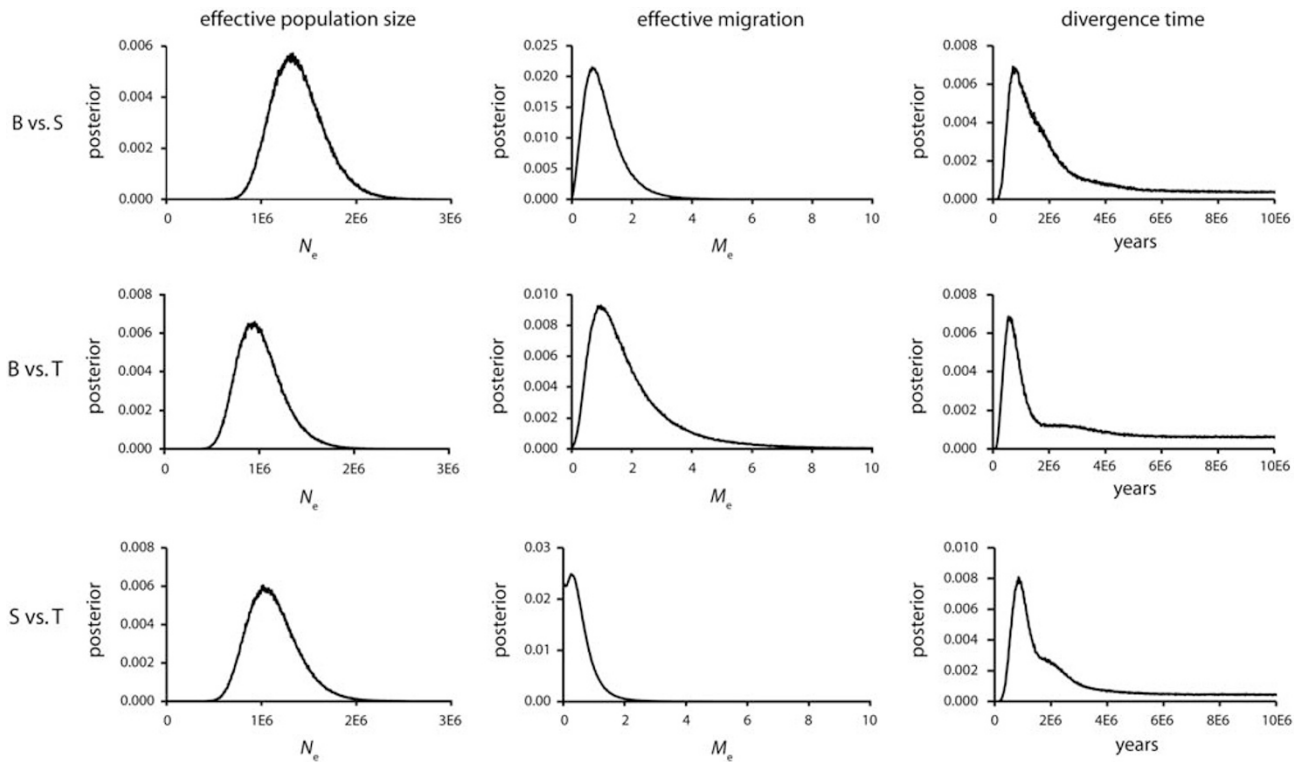 effective population size
effective migration
divergence time
B vs. S
posterior
0.006
0.004
0.002
0.000
0
1E6
2E6
3E6
Ne
posterior
0.025
0.020
0.015
0.010
0.005
0.000
0
2
4
6
8
10
Me
posterior
0.008
0.006
0.004
0.002
0.000
0
2E6
4E6
6E6
8E6
10E6
years
B vs. T
posterior
0.008
0.006
0.004
0.002
0.000
0
1E6
2E6
3E6
Ne
posterior
0.010
0.008
0.006
0.004
0.002
0.000
0
2
4
6
8
10
Me
posterior
0.008
0.006
0.004
0.002
0.000
0
2E6
4E6
6E6
8E6
10E6
years
S vs. T
posterior
0.008
0.006
0.004
0.002
0.000
0
1E6
2E6
3E6
Ne
posterior
0.03
0.02
0.01
0.00
0
2
4
6
8
10
Me
posterior
0.010
0.008
0.006
0.004
0.002
0.000
0
2E6
4E6
6E6
8E6
10E6
years